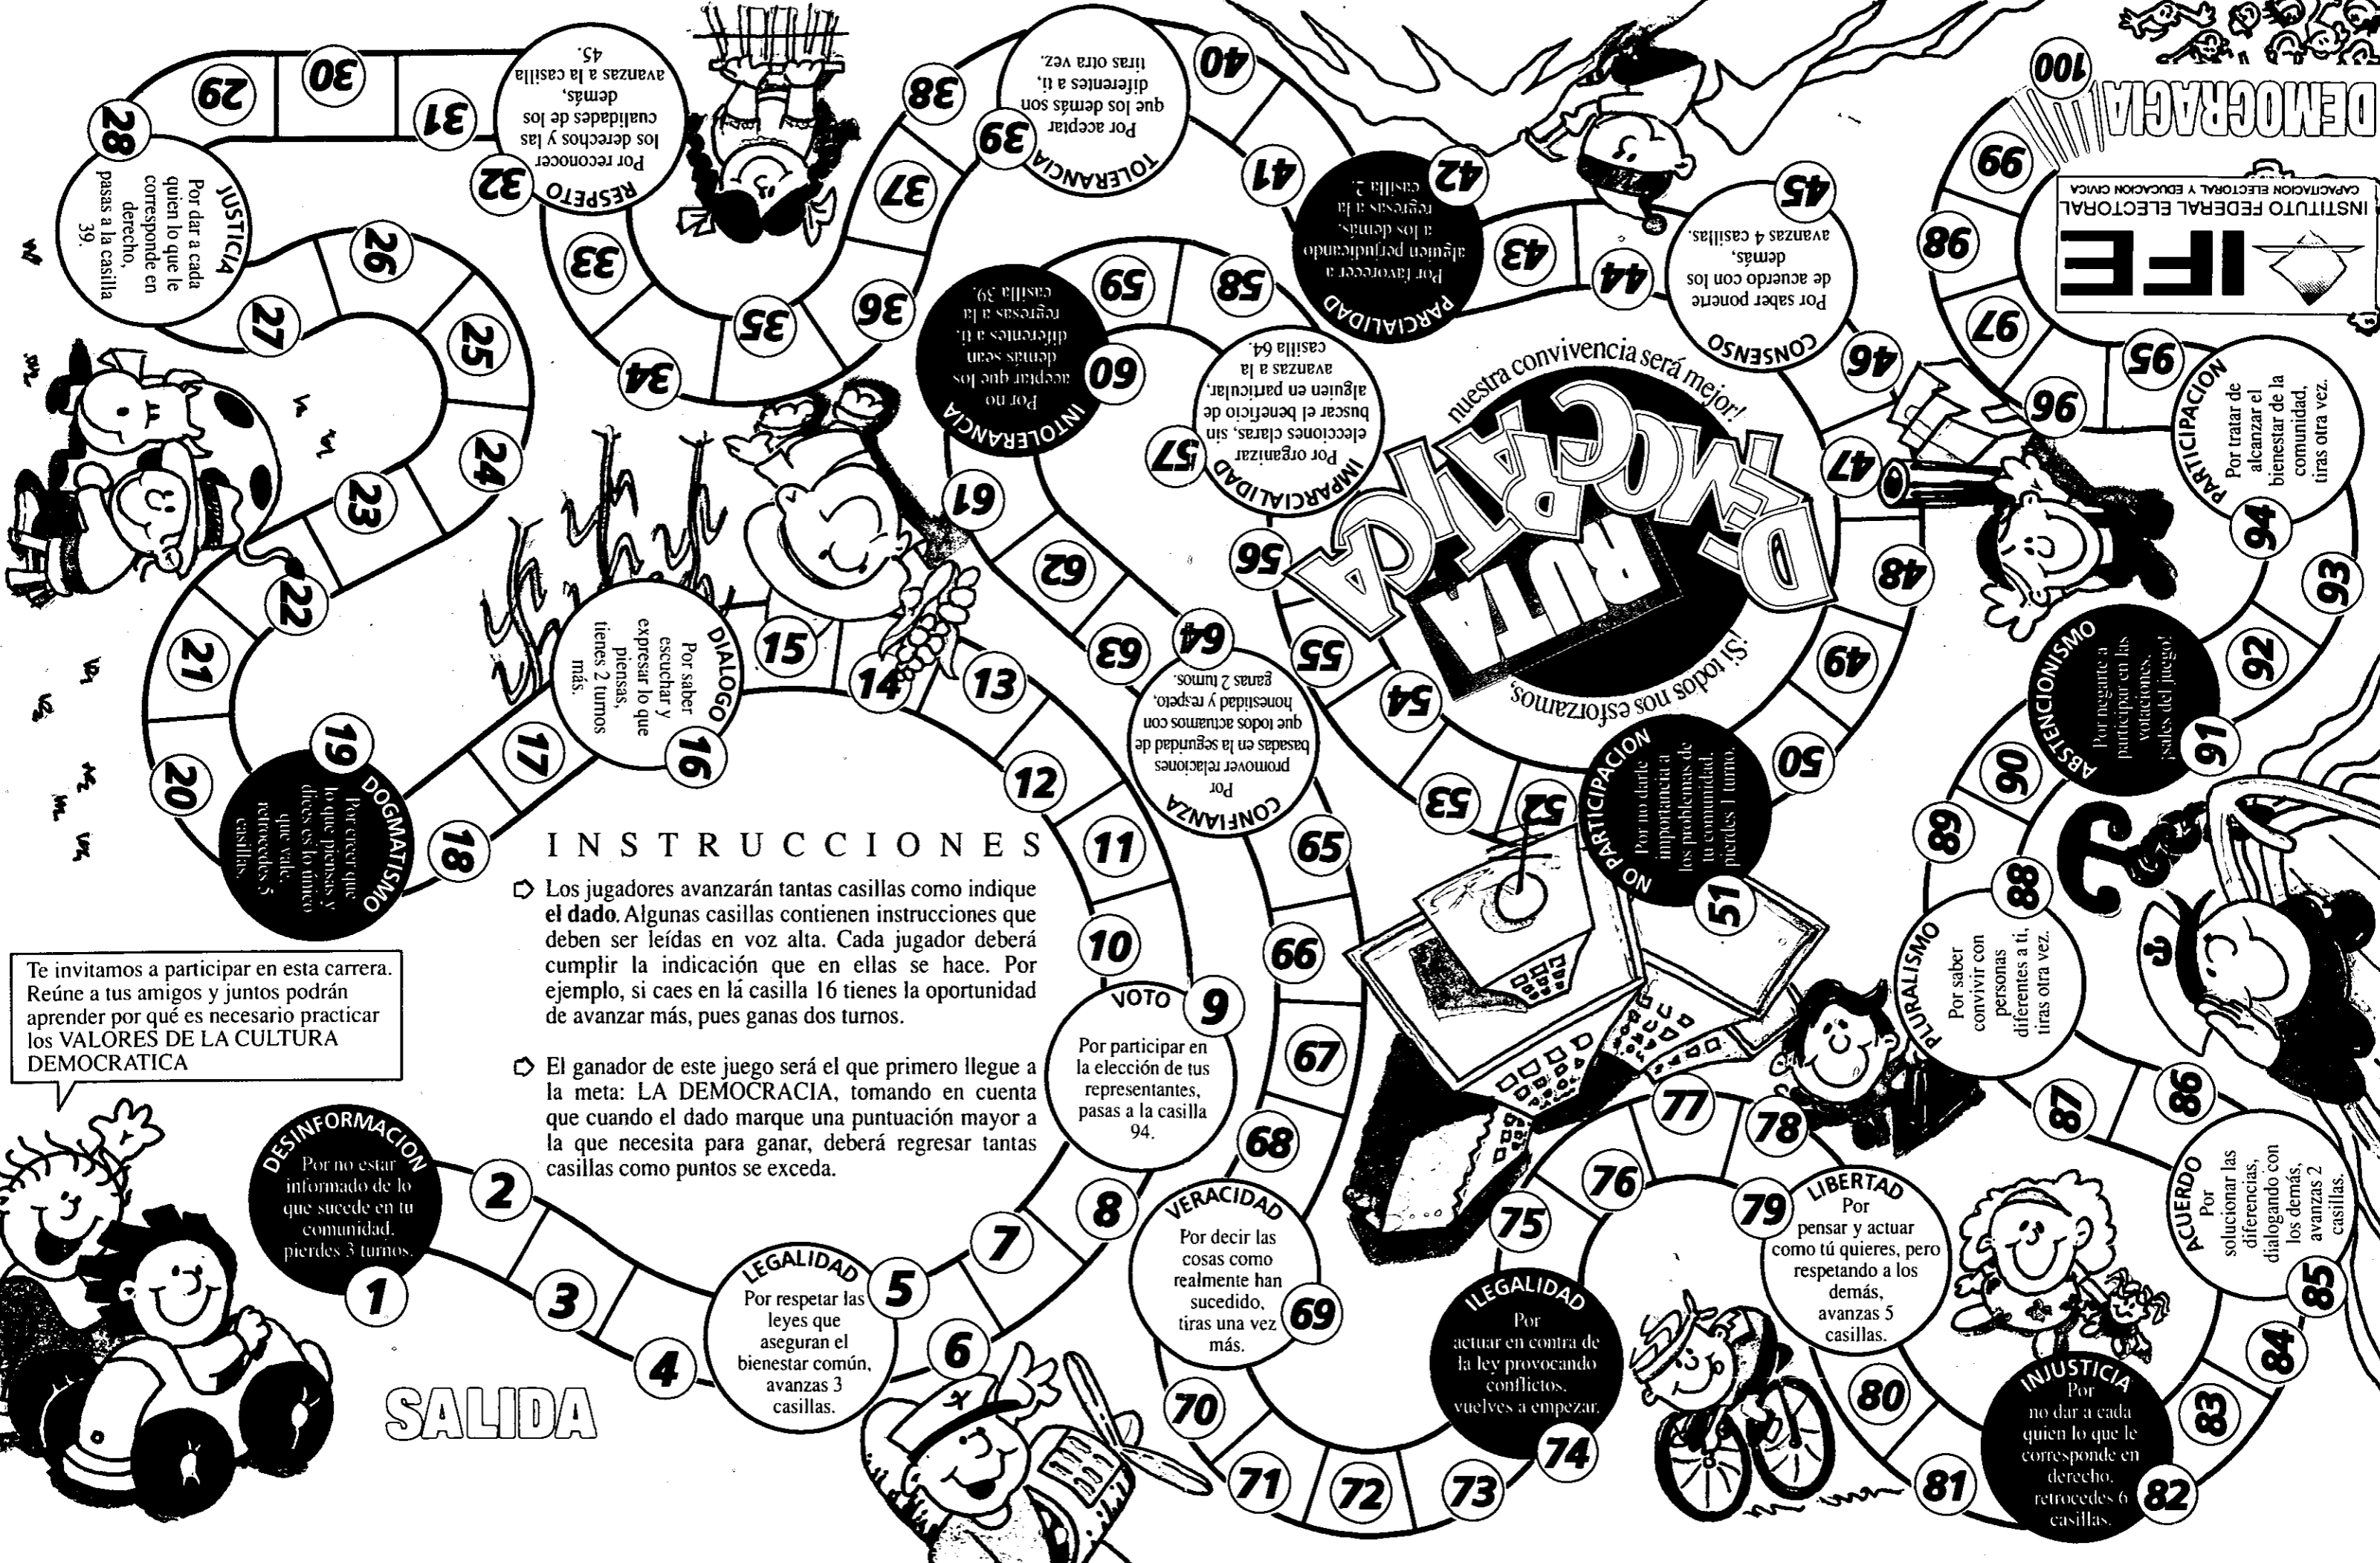 Te invitamos a participar en esta carrera.
Reúne a tus amigos y juntos podrán
aprender por qué es necesario practicar
los VALORES DE LA CULTURA
DEMOCRATICA
SALIDA
INSTRUCCIONES
Los jugadores avanzarán tantas casillas como indique
el dado. Algunas casillas contienen instrucciones que
deben ser leídas en voz alta. Cada jugador deberá
cumplir la indicación que en ellas se hace. Por
ejemplo, si caes en la casilla 16 tienes la oportunidad
de avanzar más, pues ganas dos turnos.
El ganador de este juego será el que primero llegue a
la meta: LA DEMOCRACIA, tomando en cuenta
que cuando el dado marque una puntuación mayor a
la que necesita para ganar, deberá regresar tantas
casillas como puntos se exceda.
DESINFORMACION
Por no estar
informado de lo
que sucede en tu
comunidad,
pierdes 3 turnos.
1
2
3
4
LEGALIDAD
5
Por respetar las
leyes que
aseguran el
bienestar común,
avanzas 3
casillas.
6
7
8
VOTO
9
Por participar en
la elección de tus
representantes,
pasas a la casilla
94.
10
11
12
13
14
15
DIALOGO
Por saber
escuchar y
expresar lo que
piensas,
tienes 2 turnos
más.
16
17
18
DOGMATISMO
19
Por creer que
lo que piensas y
dices es lo único
que vale,
retrocedes 5
casillas.
20
21
22
23
24
25
26
27
JUSTICIA
28
Por dar a cada
quien lo que le
corresponde en
derecho,
pasas a la casilla
39.
29
30
31
32
RESPETO
Por reconocer
los derechos y las
cualidades de los
demás,
avanzas a la casilla
45.
33
34
35
36
37
38
39
TOLERANCIA
Por aceptar
que los demás son
diferentes a ti,
tiras otra vez.
40
41
42
PARCIALIDAD
Por favorecer a
alguien perjudicando
a los demás,
regresas a la
casilla 2.
43
44
45
CONSENSO
Por saber ponerte
de acuerdo con los
demás,
avanzas 4 casillas.
46
47
48
49
50
NO PARTICIPACION
Por no darle
importancia a
los problemas de
tu comunidad,
pierdes 1 turno.
51
52
53
54
55
56
57
IMPARCIALIDAD
Por organizar
elecciones claras, sin
buscar el beneficio de
alguien en particular,
avanzas a la
casilla 64.
58
59
60
INTOLERANCIA
Por no
aceptar que los
demás sean
diferentes a ti,
regresas a la
casilla 39.
61
62
63
64
CONFIANZA
Por
promover relaciones
basadas en la seguridad de
que todos actuamos con
honestidad y respeto,
ganas 2 turnos.
65
66
67
68
VERACIDAD
Por decir las
cosas como
realmente han
sucedido,
tiras una vez
más.
69
70
71
72
73
ILEGALIDAD
Por
actuar en contra de
la ley provocando
conflictos,
vuelves a empezar.
74
75
76
77
78
79
LIBERTAD
Por
pensar y actuar
como tú quieres, pero
respetando a los
demás,
avanzas 5
casillas.
80
81
INJUSTICIA
Por
no dar a cada
quien lo que le
corresponde en
derecho,
retrocedes 6
casillas.
82
83
84
85
ACUERDO
Por
solucionar las
diferencias,
dialogando con
los demás,
avanzas 2
casillas.
86
87
88
PLURALISMO
Por saber
convivir con
personas
diferentes a ti,
tiras otra vez.
89
90
91
ABSTENCIONISMO
Por negarte a
participar en las
votaciones,
¡sales del juego!
92
93
94
PARTICIPACION
Por tratar de
alcanzar el
bienestar de la
comunidad,
tiras otra vez.
95
96
97
98
99
100
DEMOCRACIA
IFE
INSTITUTO FEDERAL ELECTORAL
CAPACITACION ELECTORAL Y EDUCACION CIVICA
RUTA
DEMOCRATICA
¡Si todos nos esforzamos,
nuestra convivencia será mejor!